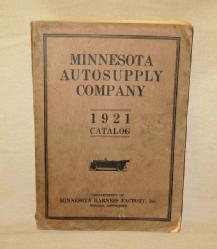 MINNESOTA
AUTOSUPPLY
COMPANY
1921
CATALOG
DEPARTMENT OF
MINNESOTA HARNESS FACTORY, Inc.